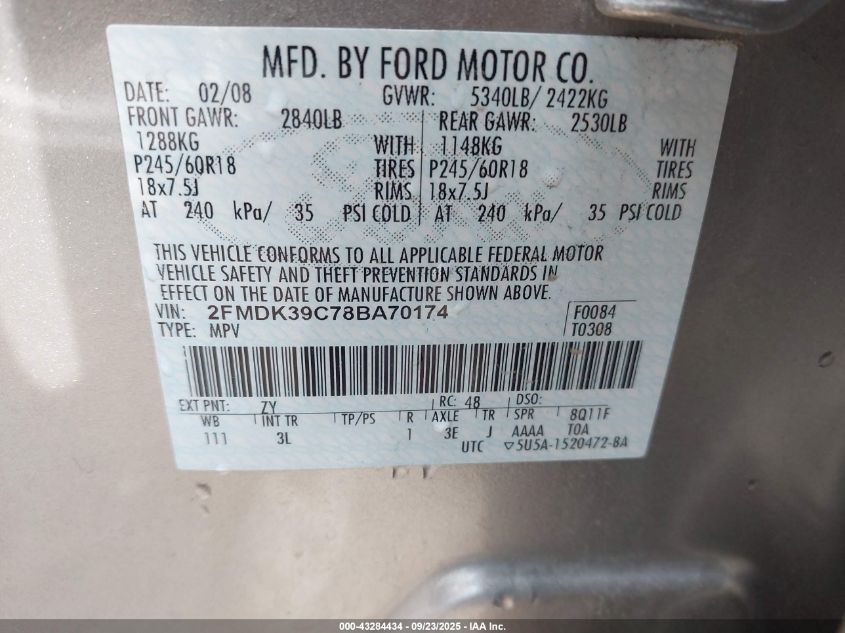 MFD. BY FORD MOTOR CO.
DATE: 02/08 GVWR: 5340LB/ 2422KG
FRONT GAWR: 2840LB REAR GAWR: 2530LB
1288KG WITH 1148KG WITH
P245/60R18 TIRES P245/60R18 TIRES
18x7.5J RIMS 18x7.5J RIMS
AT 240 kPa/ 35 PSI COLD AT 240 kPa/ 35 PSI COLD
THIS VEHICLE CONFORMS TO ALL APPLICABLE FEDERAL MOTOR
VEHICLE SAFETY AND THEFT PREVENTION STANDARDS IN
EFFECT ON THE DATE OF MANUFACTURE SHOWN ABOVE.
VIN: 2FMDK39C78BA70174 F0084
TYPE: MPV T0308
EXT PNT: ZY RC: 48 DSO:
WB INT TR TP/PS R AXLE TR SPR 8Q11F
111 3L 1 3E J AAAA TOA
UTC ▽5U5A-1520472-BA
000-43284434 - 09/23/2025 - IAA Inc.